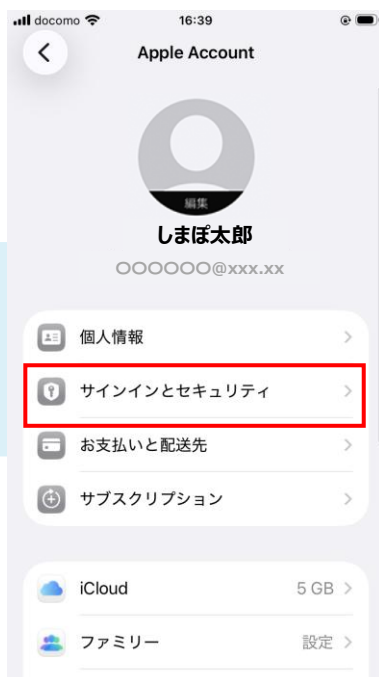 docomo 16:39
Apple Account
編集
しまぽ太郎
〇〇〇〇〇〇@xxx.xx
個人情報
サインインとセキュリティ
お支払いと配送先
サブスクリプション
iCloud 5 GB
ファミリー 設定